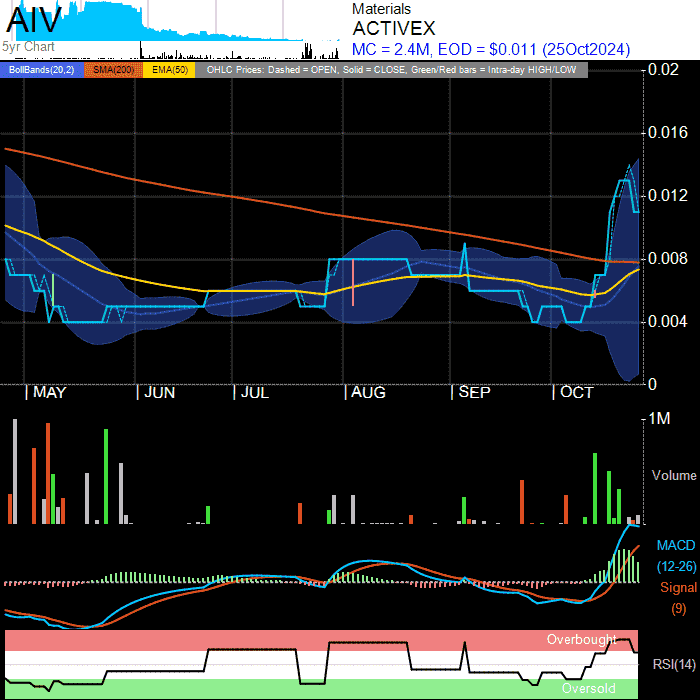 AIV
5yr Chart
Materials
ACTIVEX
MC = 2.4M, EOD = $0.011 (25Oct2024)
BollBands(20,2) SMA(200) EMA(50) OHLC Prices: Dashed = OPEN, Solid = CLOSE, Green/Red bars = Intra-day HIGH/LOW
0.02
0.016
0.012
0.008
0.004
0
| MAY | JUN | JUL | AUG | SEP | OCT
1M
Volume
MACD
(12-26)
Signal
(9)
Overbought
RSI(14)
Oversold